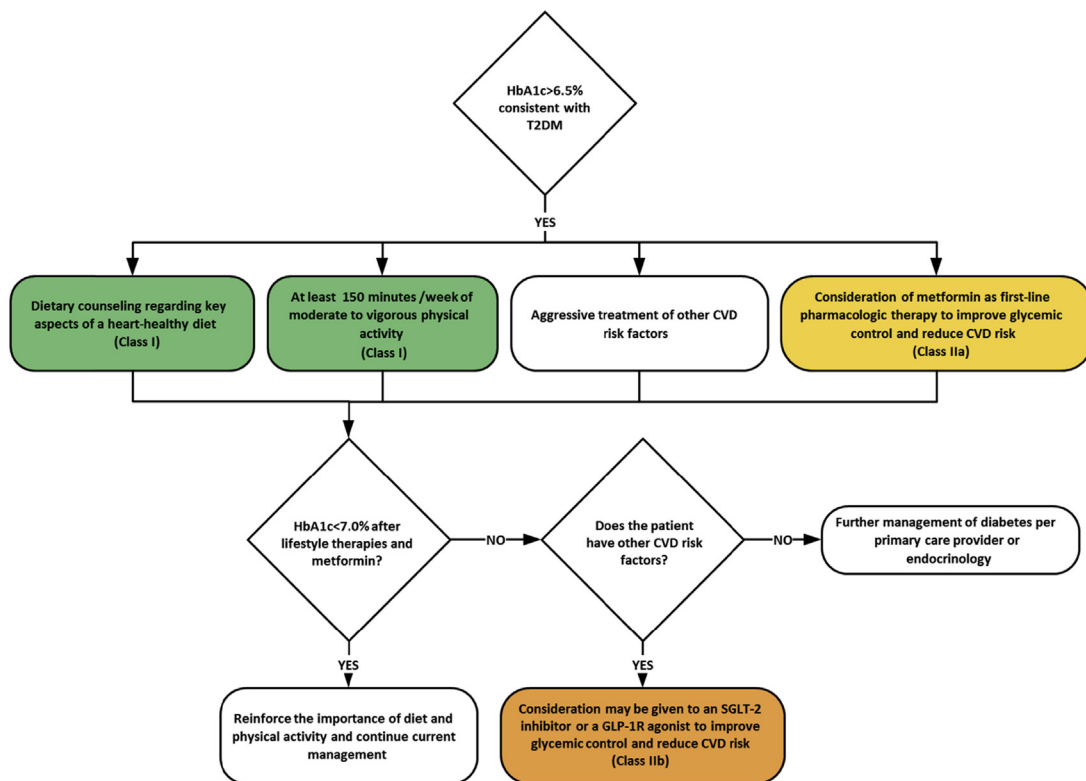 HbA1c>6.5%
consistent with
T2DM
YES
Dietary counseling regarding key
aspects of a heart-healthy diet
(Class I)
At least 150 minutes /week of
moderate to vigorous physical
activity
(Class I)
Aggressive treatment of other CVD
risk factors
Consideration of metformin as first-line
pharmacologic therapy to improve glycemic
control and reduce CVD risk
(Class IIa)
HbA1c<7.0% after
lifestyle therapies and
metformin?
NO
Does the patient
have other CVD risk
factors?
NO
Further management of diabetes per
primary care provider or
endocrinology
YES
YES
Reinforce the importance of diet and
physical activity and continue current
management
Consideration may be given to an SGLT-2
inhibitor or a GLP-1R agonist to improve
glycemic control and reduce CVD risk
(Class IIb)